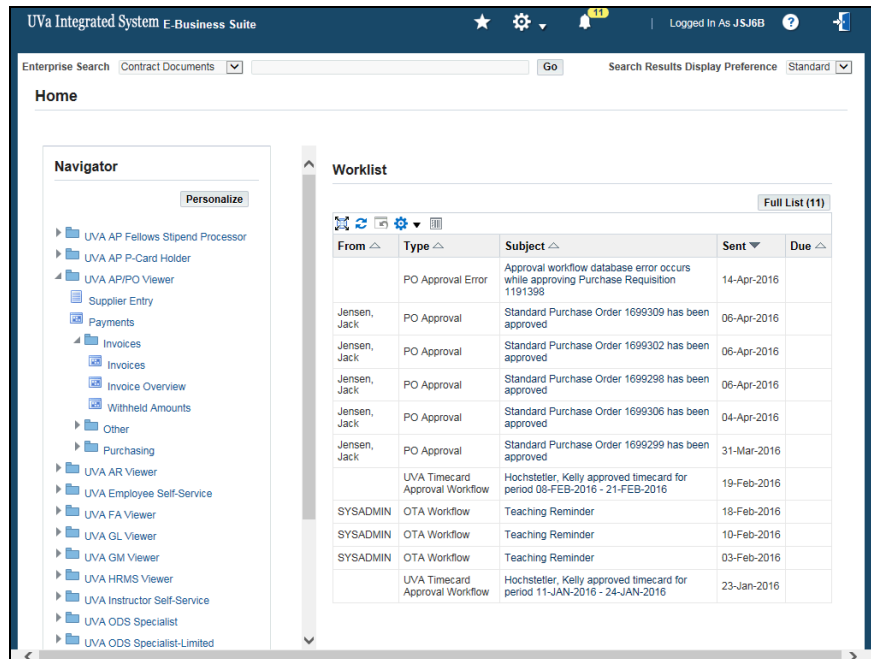 UVa Integrated System E-Business Suite
11
| Logged In As JSJ6B ?
Enterprise Search Contract Documents Go Search Results Display Preference Standard
Home
Navigator
Personalize
UVA AP Fellows Stipend Processor
UVA AP P-Card Holder
UVA AP/PO Viewer
Supplier Entry
Payments
Invoices
Invoices
Invoice Overview
Withheld Amounts
Other
Purchasing
UVA AR Viewer
UVA Employee Self-Service
UVA FA Viewer
UVA GL Viewer
UVA GM Viewer
UVA HRMS Viewer
UVA Instructor Self-Service
UVA ODS Specialist
UVA ODS Specialist-Limited
Worklist
Full List (11)
From Type Subject Sent Due
Approval workflow database error occurs
PO Approval Error while approving Purchase Requisition 14-Apr-2016
1191398
Jensen, Standard Purchase Order 1699309 has been
Jack PO Approval approved 06-Apr-2016
Jensen, Standard Purchase Order 1699302 has been
Jack PO Approval approved 06-Apr-2016
Jensen, Standard Purchase Order 1699298 has been
Jack PO Approval approved 06-Apr-2016
Jensen, Standard Purchase Order 1699306 has been
Jack PO Approval approved 04-Apr-2016
Jensen, Standard Purchase Order 1699299 has been
Jack PO Approval approved 31-Mar-2016
UVA Timecard Hochstetler, Kelly approved timecard for
Approval Workflow period 08-FEB-2016 - 21-FEB-2016 19-Feb-2016
SYSADMIN OTA Workflow Teaching Reminder 18-Feb-2016
SYSADMIN OTA Workflow Teaching Reminder 10-Feb-2016
SYSADMIN OTA Workflow Teaching Reminder 03-Feb-2016
UVA Timecard Hochstetler, Kelly approved timecard for
Approval Workflow period 11-JAN-2016 - 24-JAN-2016 23-Jan-2016